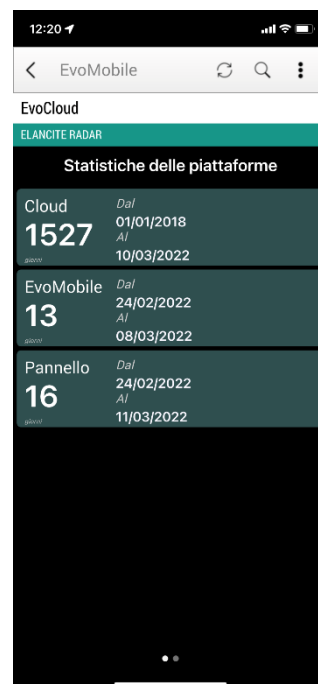 12:20
EvoMobile
EvoCloud
ELANCITE RADAR
Statistiche delle piattaforme
Cloud
1527
giorni
Dal
01/01/2018
Al
10/03/2022
EvoMobile
13
giorni
Dal
24/02/2022
Al
08/03/2022
Pannello
16
giorni
Dal
24/02/2022
Al
11/03/2022